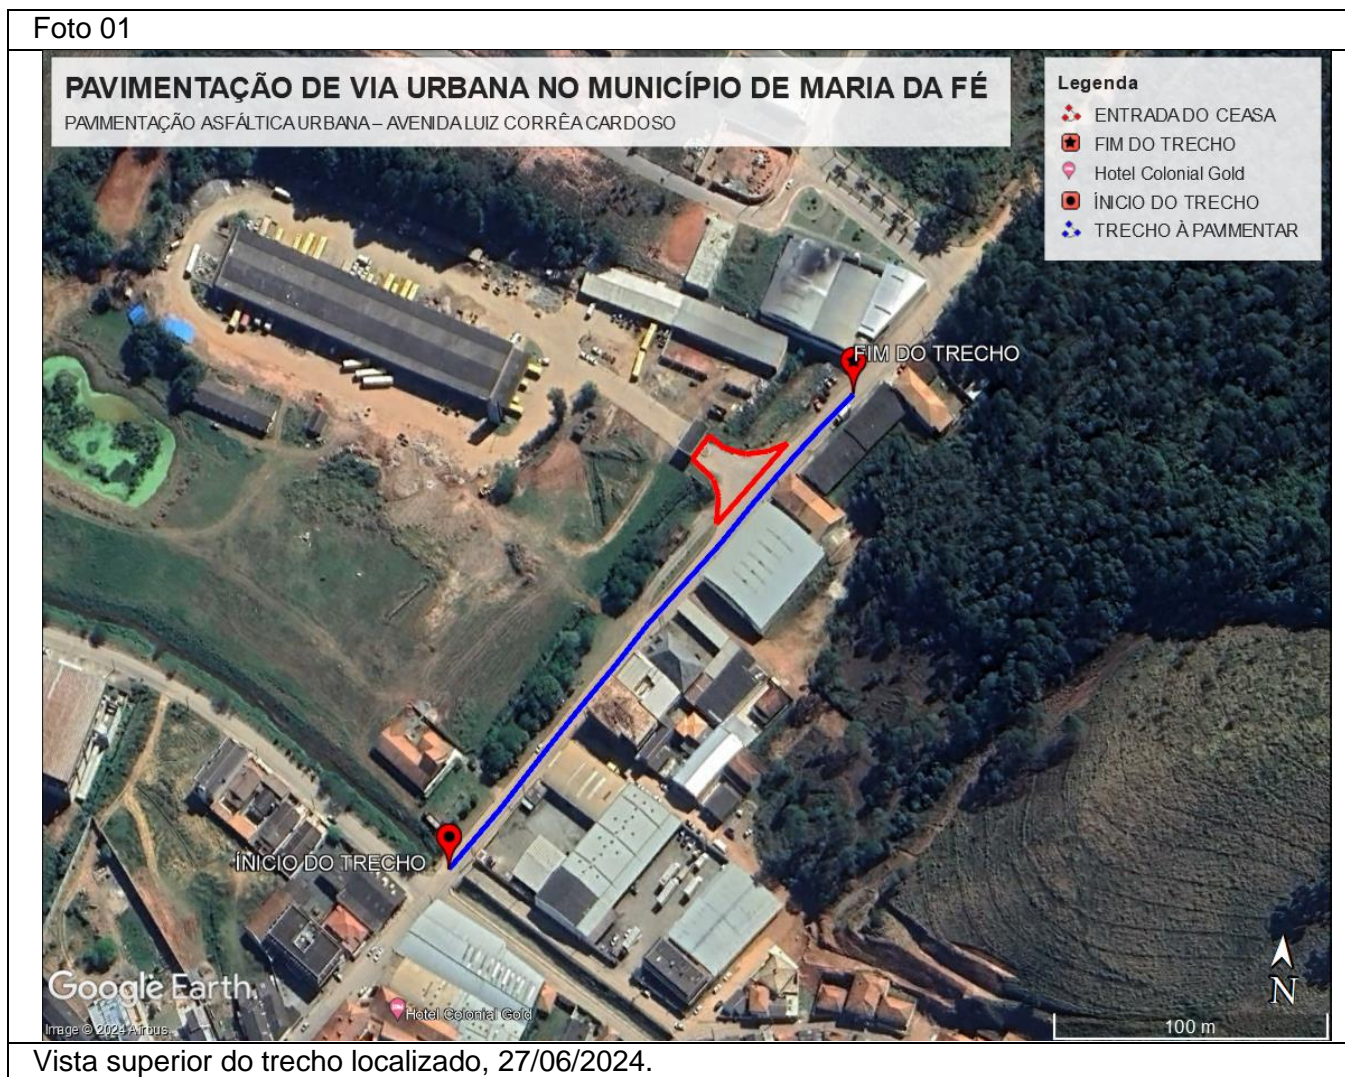 Foto 01
PAVIMENTAÇÃO DE VIA URBANA NO MUNICÍPIO DE MARIA DA FÉ
PAVIMENTAÇÃO ASFÁLTICA URBANA – AVENIDA LUIZ CORRÊA CARDOSO
Legenda
ENTRADA DO CEASA
FIM DO TRECHO
Hotel Colonial Gold
ÍNICIO DO TRECHO
TRECHO À PAVIMENTAR
FIM DO TRECHO
ÍNICIO DO TRECHO
Google Earth
Image © 2024 Airbus
Hotel Colonial Gold
N
100 m
Vista superior do trecho localizado, 27/06/2024.